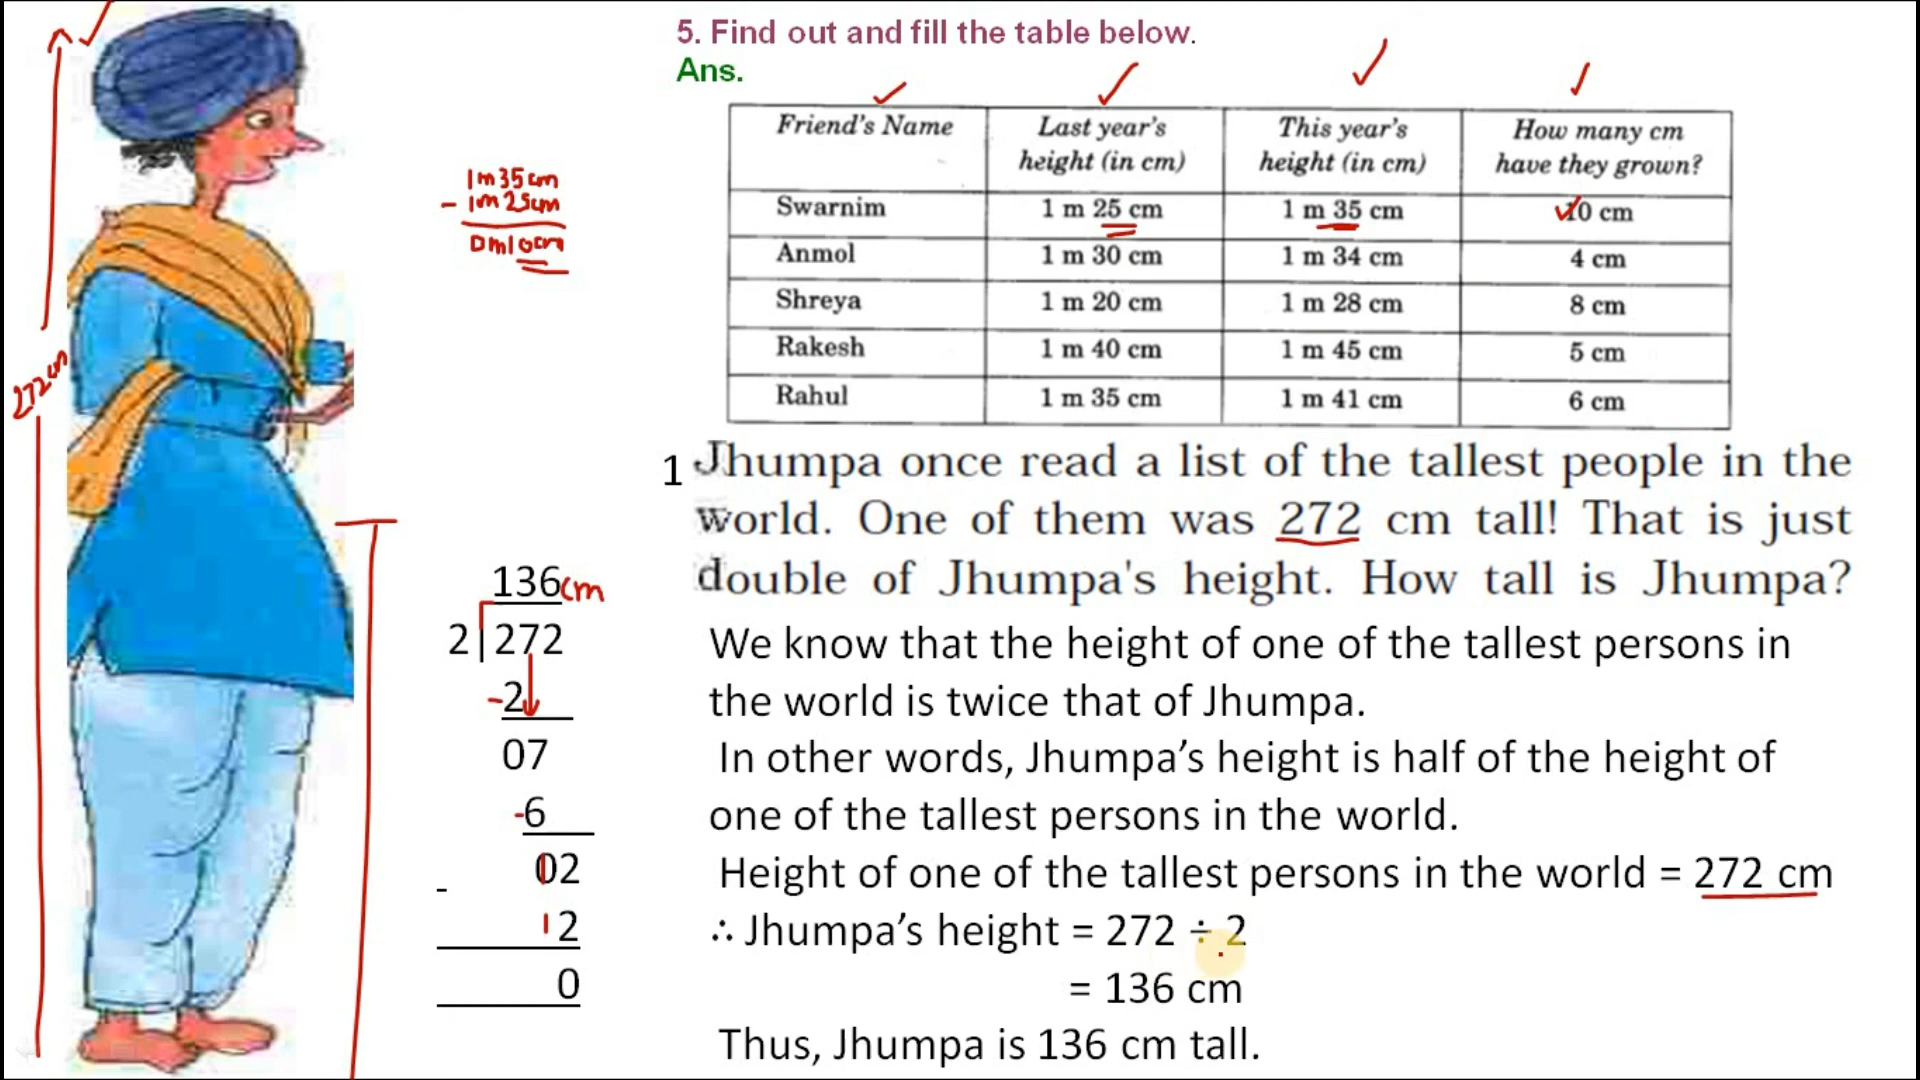 5. Find out and fill the table below.
Ans.
Friend's Name Last year's height (in cm) This year's height (in cm) How many cm have they grown?
Swarnim 1 m 25 cm 1 m 35 cm 10 cm
Anmol 1 m 30 cm 1 m 34 cm 4 cm
Shreya 1 m 20 cm 1 m 28 cm 8 cm
Rakesh 1 m 40 cm 1 m 45 cm 5 cm
Rahul 1 m 35 cm 1 m 41 cm 6 cm
1m35cm
- 1m25cm
0m10cm
272cm
1 Jhumpa once read a list of the tallest people in the
world. One of them was 272 cm tall! That is just
double of Jhumpa's height. How tall is Jhumpa?
136cm
2 272
-2
07
-6
- 012
12
0
We know that the height of one of the tallest persons in
the world is twice that of Jhumpa.
In other words, Jhumpa’s height is half of the height of
one of the tallest persons in the world.
Height of one of the tallest persons in the world = 272 cm
∴ Jhumpa’s height = 272 ÷ 2
= 136 cm
Thus, Jhumpa is 136 cm tall.